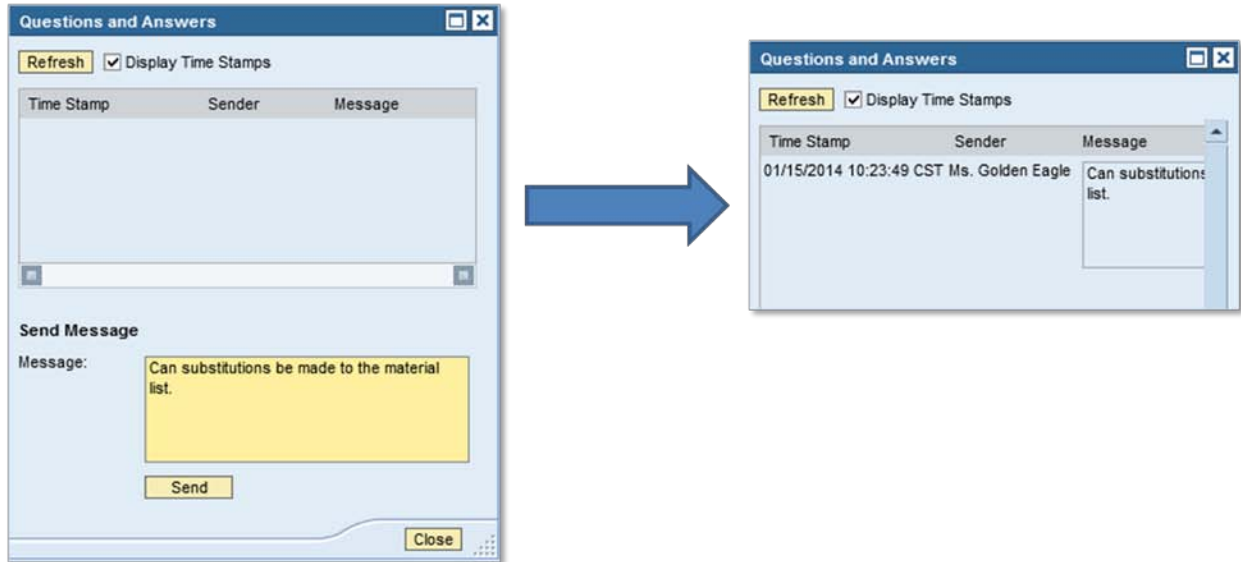 Questions and Answers
Refresh Display Time Stamps
Time Stamp Sender Message
Send Message
Message:
Can substitutions be made to the material
list.
Send
Close
Questions and Answers
Refresh Display Time Stamps
Time Stamp Sender Message
01/15/2014 10:23:49 CST Ms. Golden Eagle Can substitutions
list.